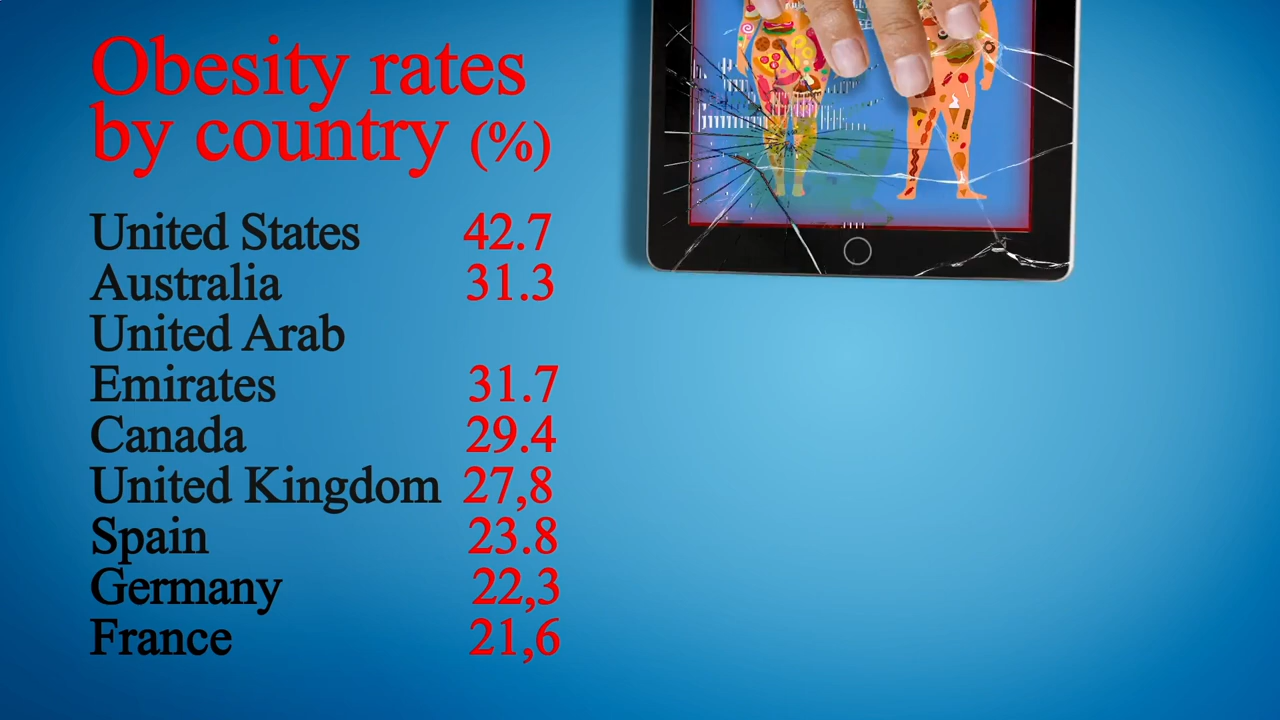 Obesity rates
by country (%)
United States 42.7
Australia 31.3
United Arab
Emirates 31.7
Canada 29.4
United Kingdom 27,8
Spain 23.8
Germany 22,3
France 21,6